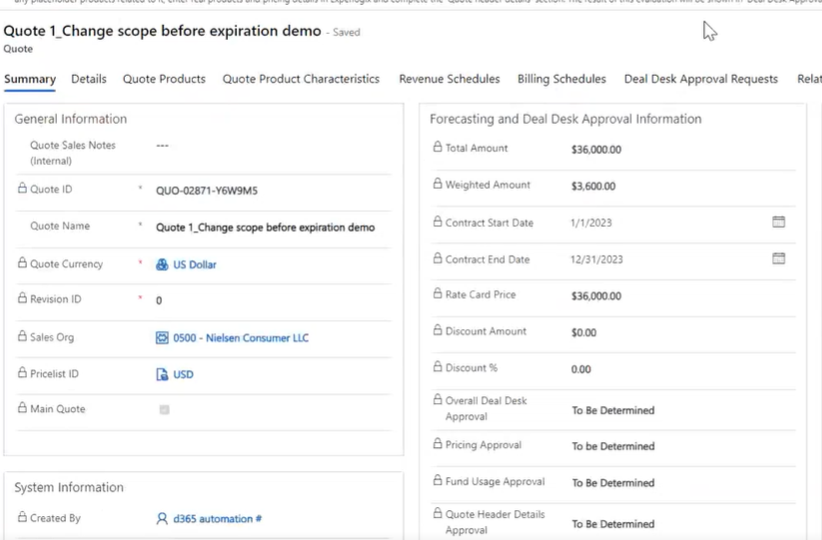 any placeholder products related to it, enter real products and pricing details in Experlogix and complete the 'Quote header details' section. The result of this evaluation will be shown in 'Deal Desk Approval
Quote 1_Change scope before expiration demo - Saved
Quote
Summary Details Quote Products Quote Product Characteristics Revenue Schedules Billing Schedules Deal Desk Approval Requests Relat
General Information
Quote Sales Notes (Internal) ---
Quote ID * QUO-02871-Y6W9M5
Quote Name * Quote 1_Change scope before expiration demo
Quote Currency * US Dollar
Revision ID * 0
Sales Org 0500 - Nielsen Consumer LLC
Pricelist ID USD
Main Quote
System Information
Created By d365 automation #
Forecasting and Deal Desk Approval Information
Total Amount $36,000.00
Weighted Amount $3,600.00
Contract Start Date 1/1/2023
Contract End Date 12/31/2023
Rate Card Price $36,000.00
Discount Amount $0.00
Discount % 0.00
Overall Deal Desk Approval To Be Determined
Pricing Approval To be Determined
Fund Usage Approval To Be Determined
Quote Header Details Approval To Be Determined